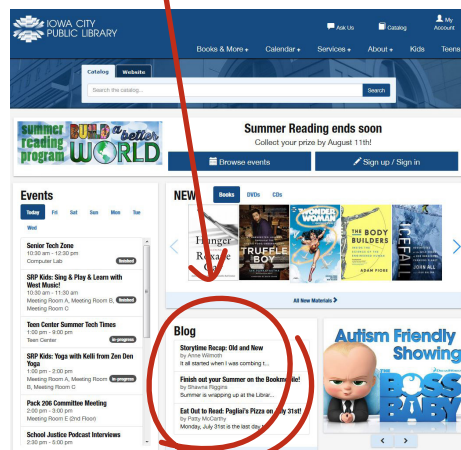 IOWA CITY
PUBLIC LIBRARY
Ask Us
Catalog
My
Account
Books & More +
Calendar +
Services +
About +
Kids
Teens
Catalog
Website
Search the catalog...
Search
summer
reading
program
BUILD a better
WORLD
Summer Reading ends soon
Collect your prize by August 11th!
Browse events
Sign up / Sign in
Events
Today Fri Sat Sun Mon Tue
Wed
Senior Tech Zone
10:30 am - 12:30 pm
Computer Lab
finished
SRP Kids: Sing & Play & Learn with
West Music!
10:30 am - 11:30 am
Meeting Room A, Meeting Room B,
finished
Meeting Room C
Teen Center Summer Tech Times
1:00 pm - 9:00 pm
Teen Center
in-progress
SRP Kids: Yoga with Kelli from Zen Den
Yoga
1:00 pm - 2:00 pm
Meeting Room A, Meeting Room
in-progress
B, Meeting Room C
Pack 206 Committee Meeting
2:00 pm - 3:00 pm
Meeting Room E (2nd Floor)
School Justice Podcast Interviews
2:30 pm - 5:00 pm
NEW
Books
DVDs
CDs
Hunger
Roxane
TRUFFLE
BOY
WONDER
WOMAN
THE BODY
BUILDERS
ADAM PIORE
ICEFALL
All New Materials
Blog
Storytime Recap: Old and New
by Anne Wilmoth
It all started when I was combing t...
Finish out your Summer on the Bookmobile!
by Shawna Riggins
Summer is wrapping up at the Librar...
Eat Out to Read: Pagliai's Pizza on July 31st!
by Patty McCarthy
Monday, July 31st is the last day
Autism Friendly
Showing
THE
BOSS
BABY